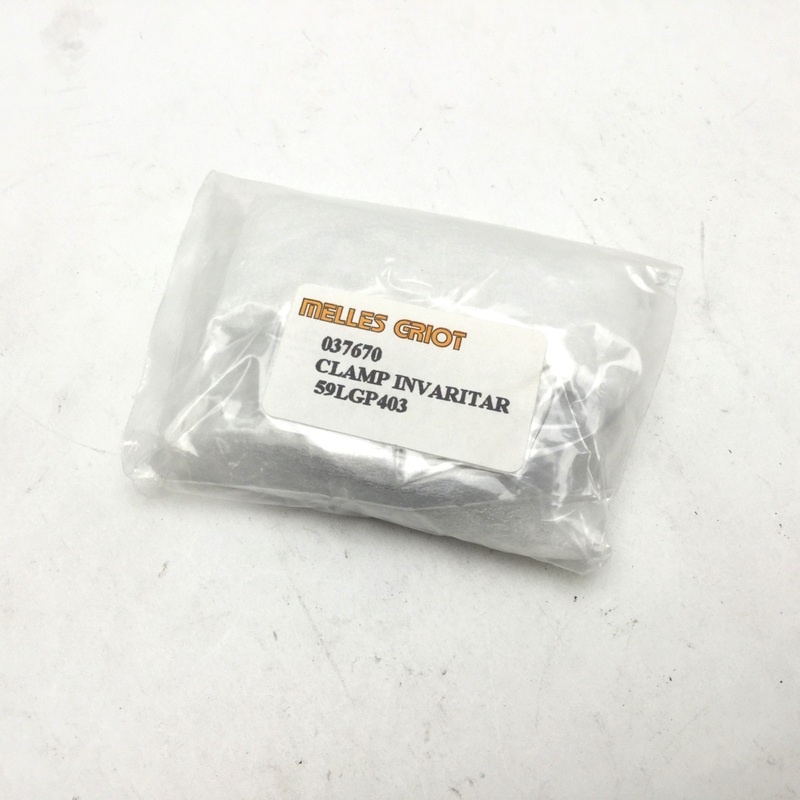 MELLES GRIOT
037670
CLAMP INVARITAR
59LGP403